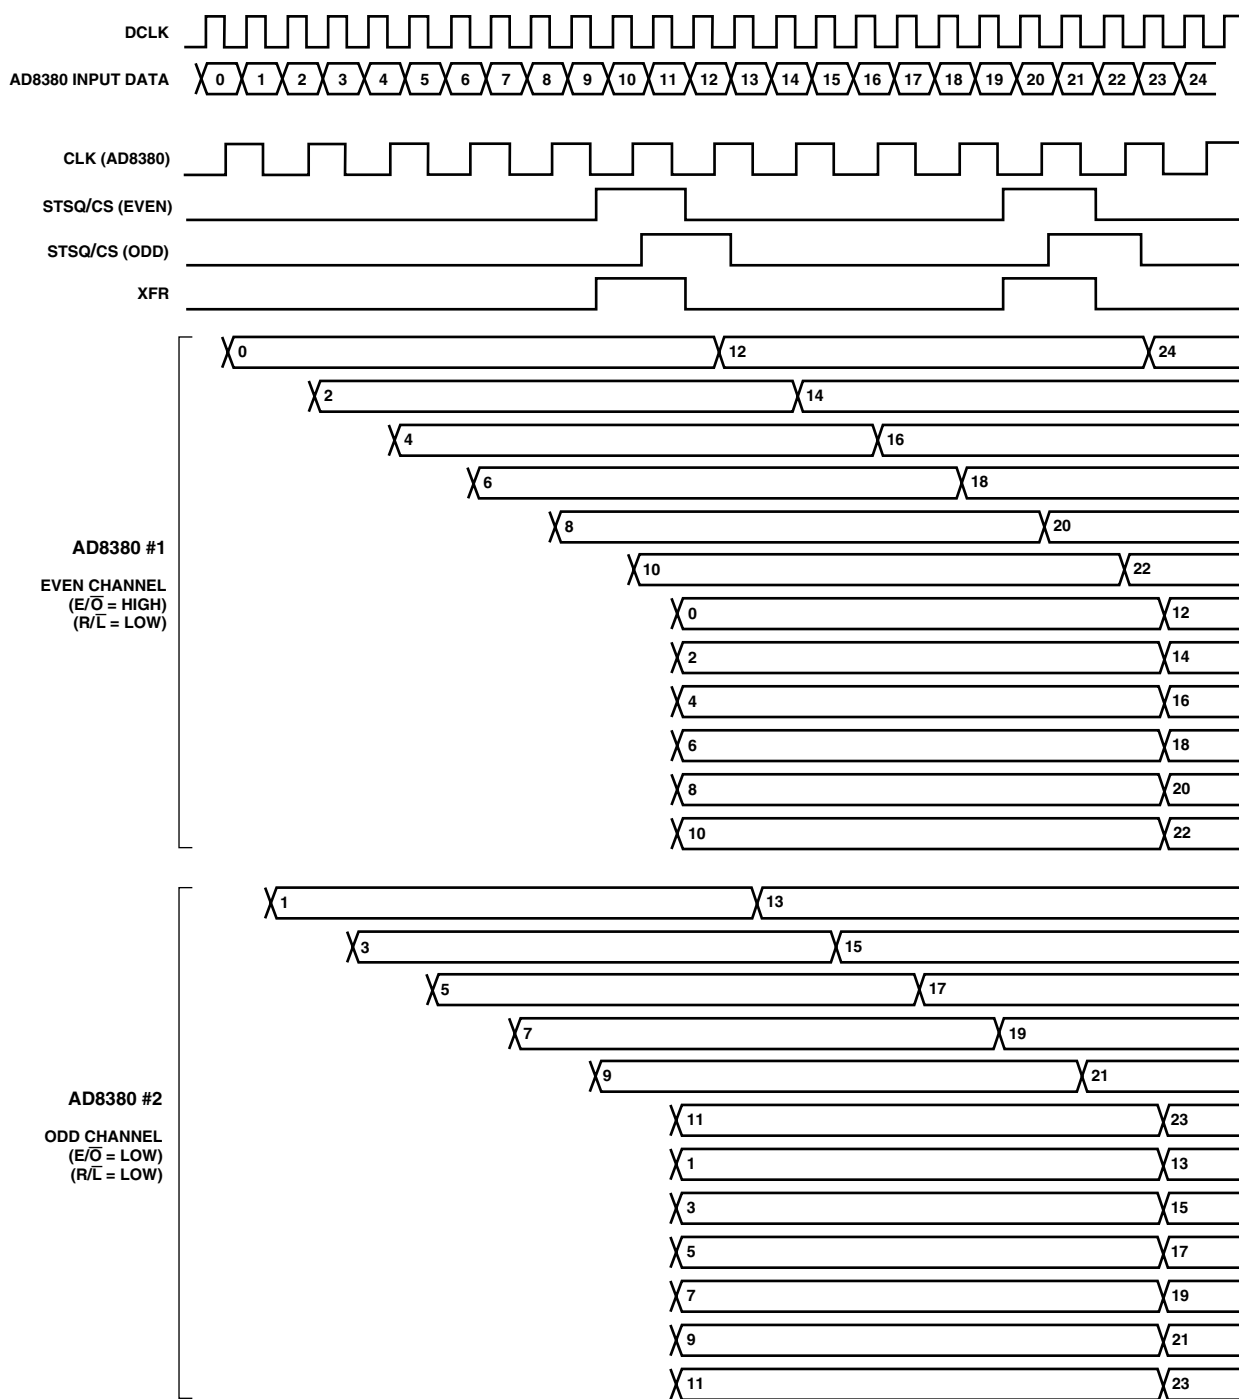 DCLK
AD8380 INPUT DATA 0 1 2 3 4 5 6 7 8 9 10 11 12 13 14 15 16 17 18 19 20 21 22 23 24
CLK (AD8380)
STSQ/CS (EVEN)
STSQ/CS (ODD)
XFR
0 12 24
2 14
4 16
6 18
8 20
AD8380 #1
10 22
EVEN CHANNEL
(E/O̅ = HIGH)
0 12
(R/L̅ = LOW)
2 14
4 16
6 18
8 20
10 22
1 13
3 15
5 17
7 19
9 21
AD8380 #2
11 23
ODD CHANNEL
(E/O̅ = LOW)
1 13
(R/L̅ = LOW)
3 15
5 17
7 19
9 21
11 23